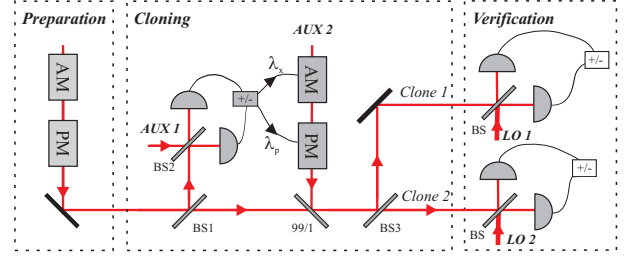 Preparation
Cloning
Verification
AUX 2
AM
PM
+/-
λx
λp
AM
PM
AUX 1
BS2
BS1
99/1
BS3
Clone 1
Clone 2
+/-
BS
LO 1
+/-
BS
LO 2